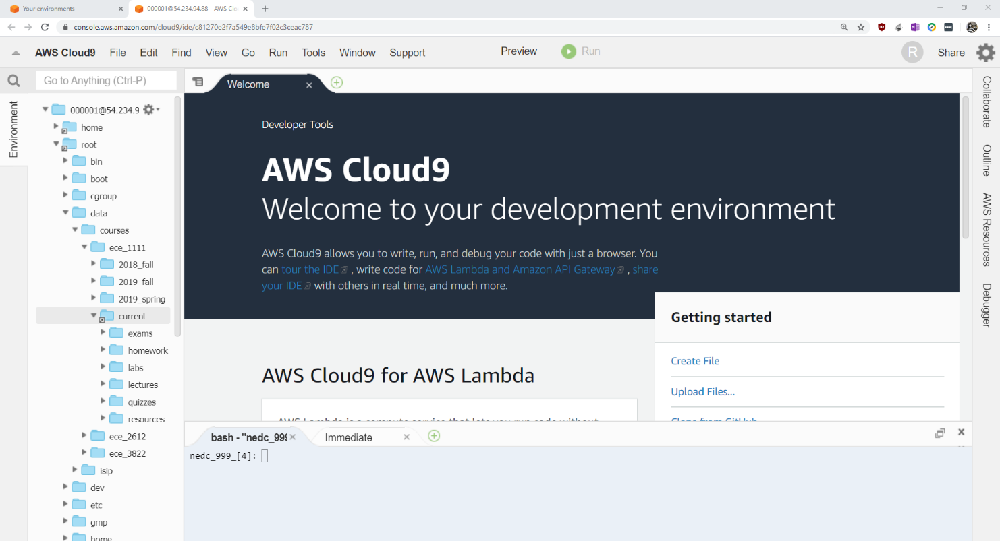 Your environments
000001@54.234.94.88 - AWS Clo
console.aws.amazon.com/cloud9/ide/c81270e2f7a549e8bfe7f02c3ceac787
AWS Cloud9 File Edit Find View Go Run Tools Window Support Preview Run R Share
Go to Anything (Ctrl-P)
Environment
000001@54.234.9
home
root
bin
boot
cgroup
data
courses
ece_1111
2018_fall
2019_fall
2019_spring
current
exams
homework
labs
lectures
quizzes
resources
ece_2612
ece_3822
isip
dev
etc
gmp
home
Welcome
Developer Tools
AWS Cloud9
Welcome to your development environment
AWS Cloud9 allows you to write, run, and debug your code with just a browser. You
can tour the IDE , write code for AWS Lambda and Amazon API Gateway , share
your IDE with others in real time, and much more.
Getting started
Create File
Upload Files...
Clone from GitHub
AWS Cloud9 for AWS Lambda
AWS Lambda is a compute service that lets you run code without
bash - "nedc_999
Immediate
nedc_999_[4]:
Collaborate
Outline
AWS Resources
Debugger